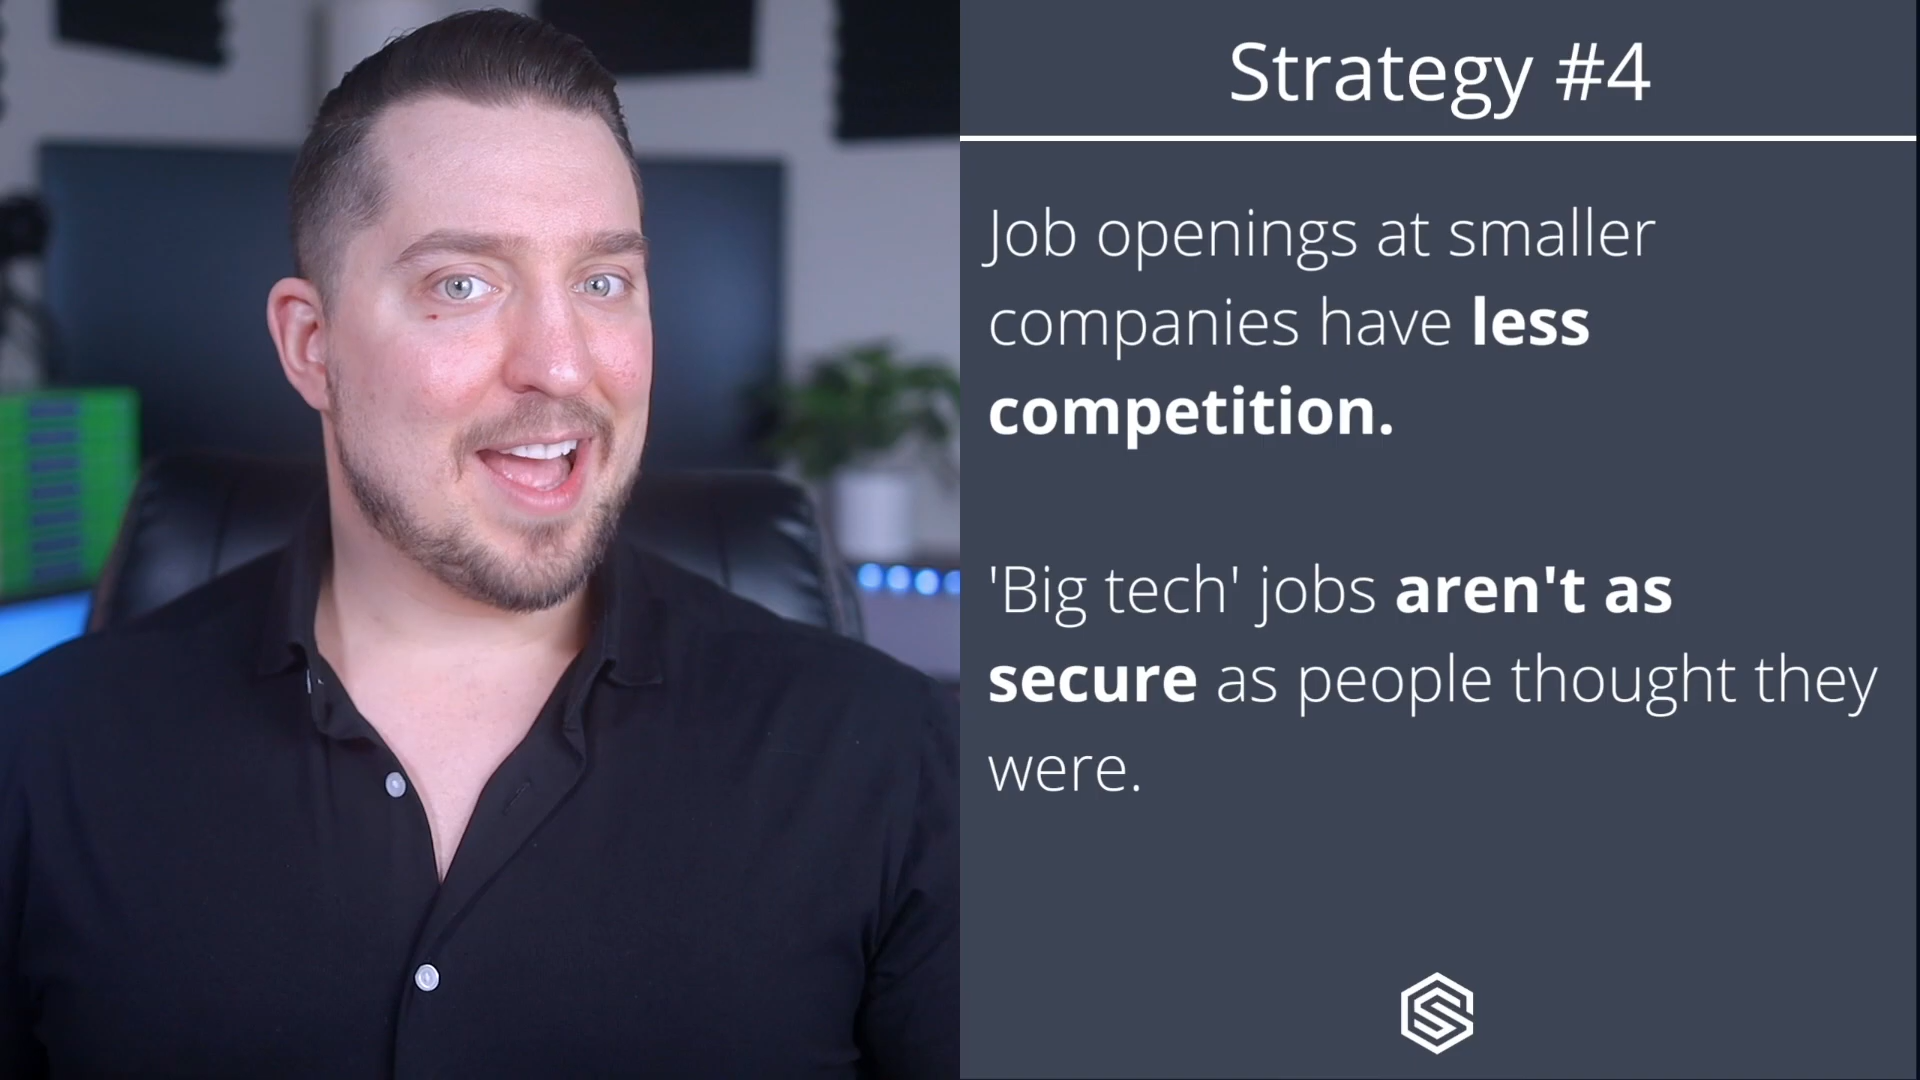 Strategy #4
Job openings at smaller
companies have less
competition.
'Big tech' jobs aren't as
secure as people thought they
were.